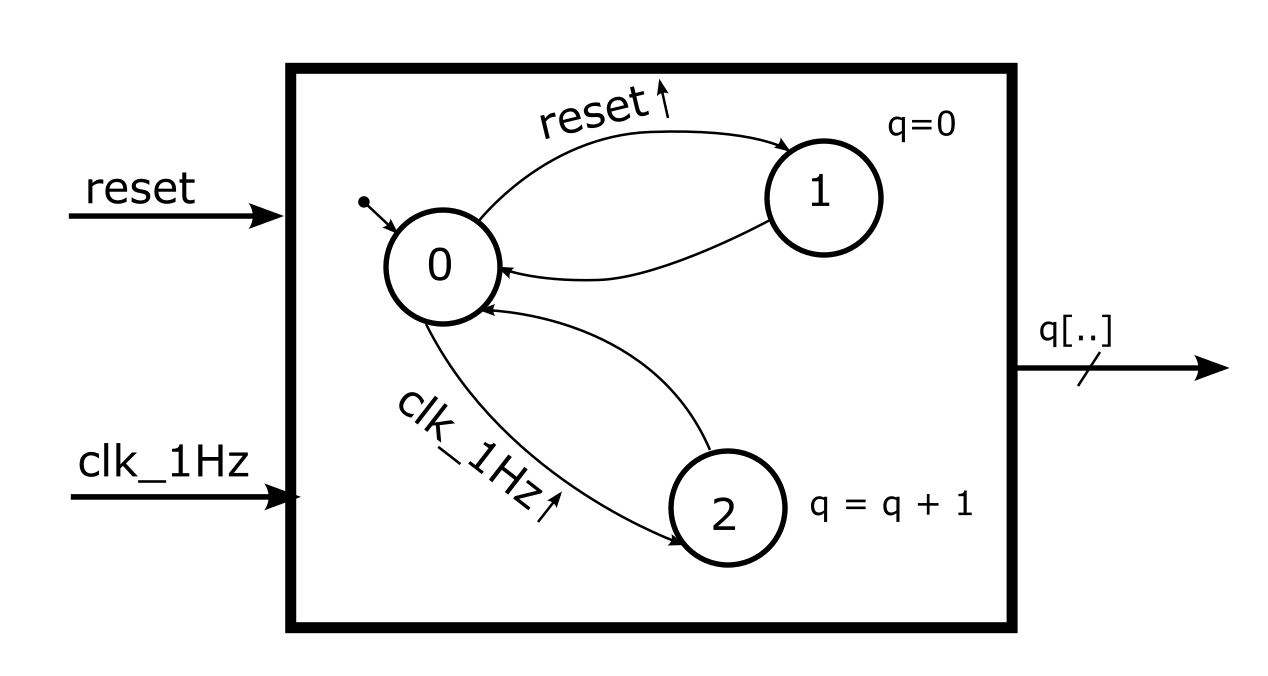 reset↑
q=0
reset
1
0
q[..]
clk_1Hz↑
clk_1Hz
2
q = q + 1